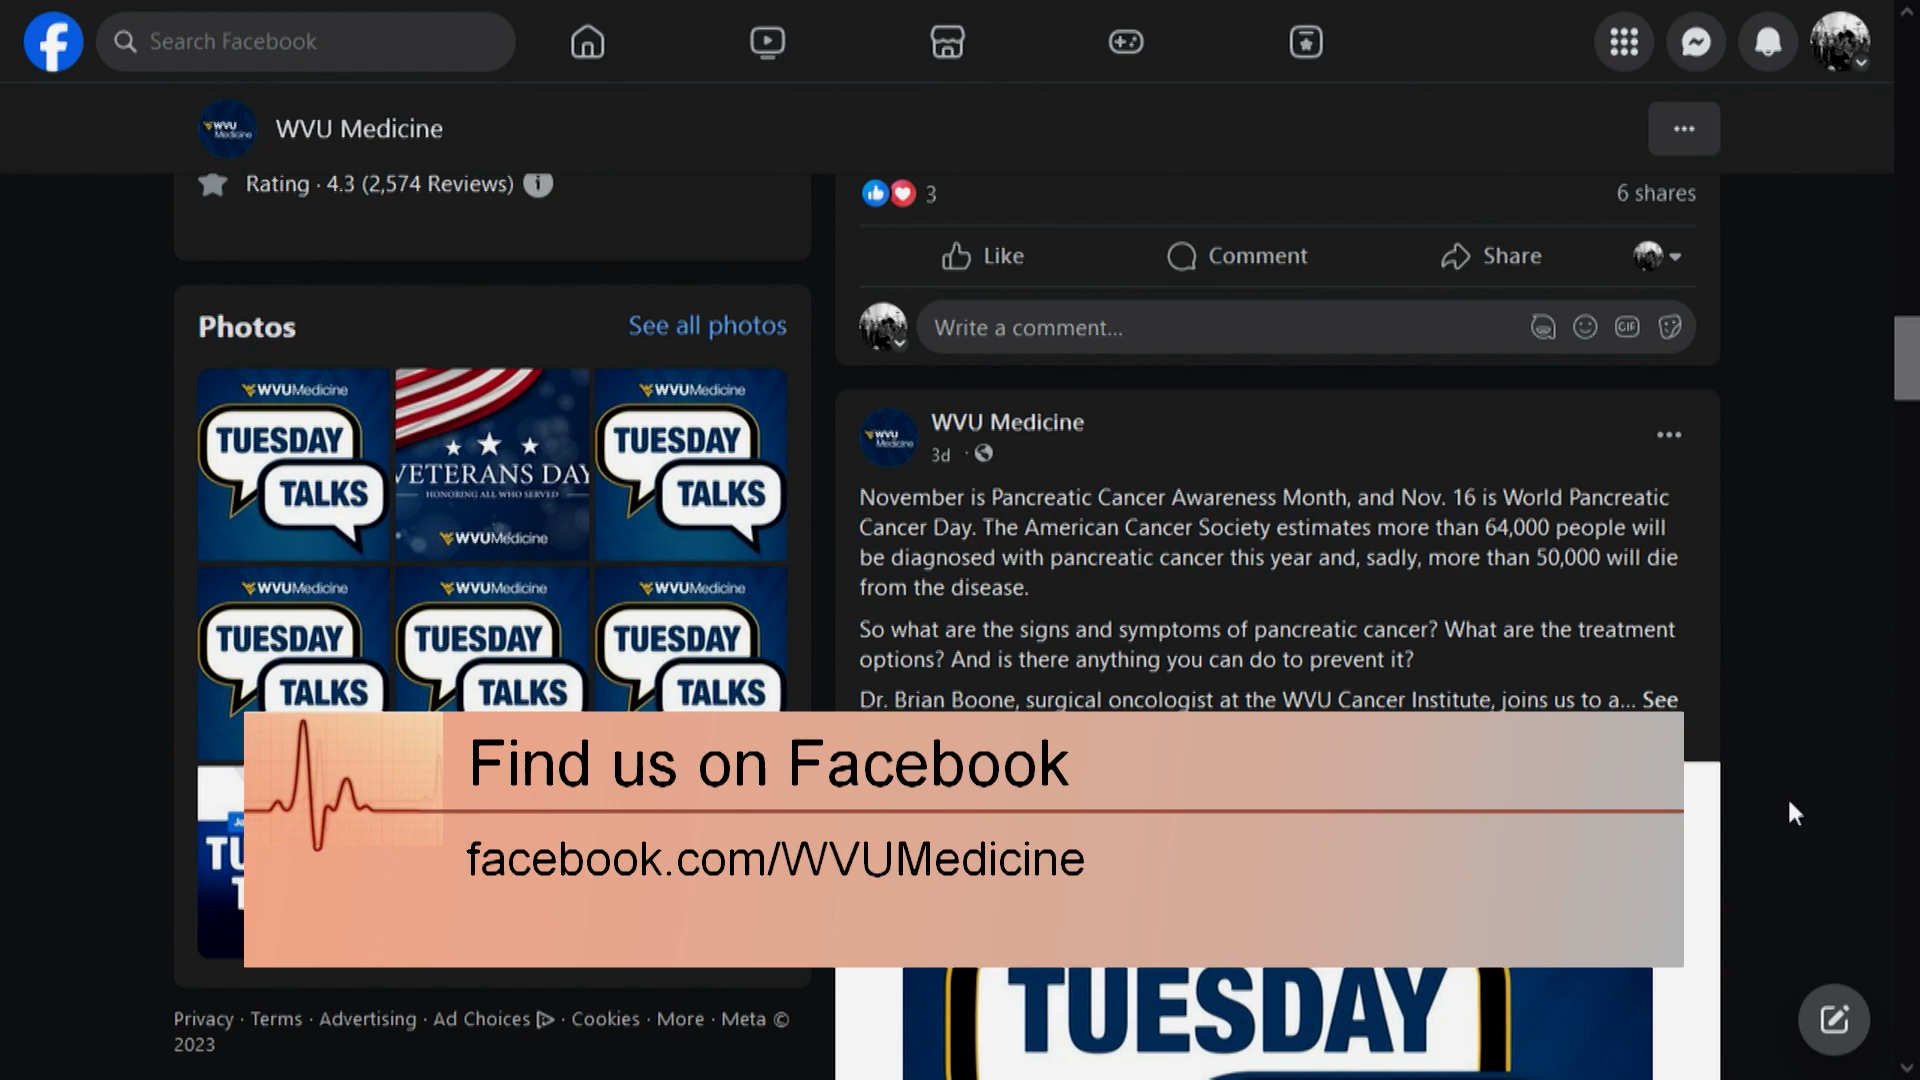 Search Facebook
WVU Medicine
WVU Medicine
Rating · 4.3 (2,574 Reviews)
Photos
See all photos
WVUMedicine
TUESDAY
TALKS
VETERANS DAY
HONORING ALL WHO SERVED
WVUMedicine
WVUMedicine
TUESDAY
TALKS
WVUMedicine
TUESDAY
TALKS
WVUMedicine
TUESDAY
TALKS
WVUMedicine
TUESDAY
TALKS
TU
Privacy · Terms · Advertising · Ad Choices · Cookies · More · Meta ©
2023
3
6 shares
Like
Comment
Share
Write a comment...
GIF
WVU Medicine
WVU Medicine
3d ·
November is Pancreatic Cancer Awareness Month, and Nov. 16 is World Pancreatic
Cancer Day. The American Cancer Society estimates more than 64,000 people will
be diagnosed with pancreatic cancer this year and, sadly, more than 50,000 will die
from the disease.
So what are the signs and symptoms of pancreatic cancer? What are the treatment
options? And is there anything you can do to prevent it?
Dr. Brian Boone, surgical oncologist at the WVU Cancer Institute, joins us to a... See
TUESDAY
Find us on Facebook
facebook.com/WVUMedicine